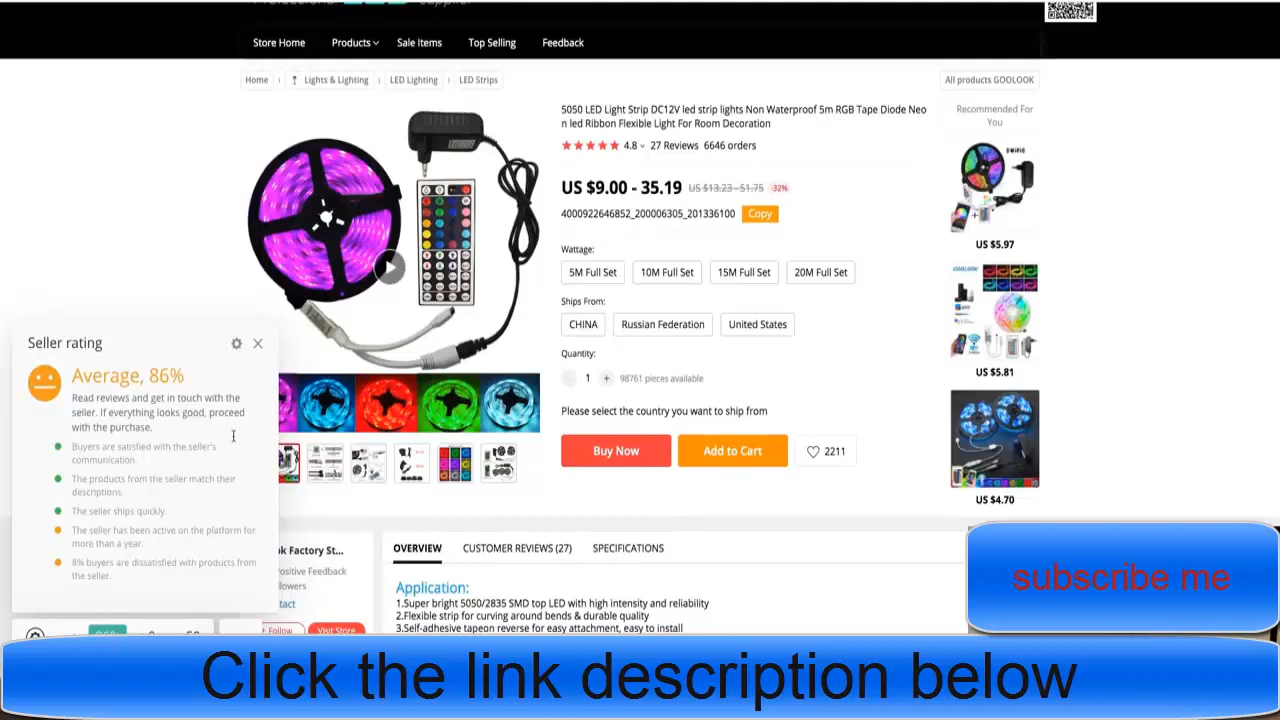 Store Home Products Sale Items Top Selling Feedback
Home Lights & Lighting LED Lighting LED Strips All products GOOLOOK
5050 LED Light Strip DC12V led strip lights Non Waterproof 5m RGB Tape Diode Neo
n led Ribbon Flexible Light For Room Decoration
4.8 27 Reviews 6646 orders
US $9.00 - 35.19 US $13.23 - 51.75 -32%
4000922646852_200006305_201336100 Copy
Wattage:
5M Full Set 10M Full Set 15M Full Set 20M Full Set
Ships From:
CHINA Russian Federation United States
Quantity:
1 + 98761 pieces available
Please select the country you want to ship from
Buy Now Add to Cart 2211
Recommended For
You
US $5.97
US $5.81
US $4.70
Seller rating
Average, 86%
Read reviews and get in touch with the
seller. If everything looks good, proceed
with the purchase.
Buyers are satisfied with the seller's
communication.
The products from the seller match their
descriptions.
The seller ships quickly.
The seller has been active on the platform for
more than a year.
8% buyers are dissatisfied with products from
the seller.
ok Factory St...
ositive Feedback
llowers
tact
Follow Visit Store
OVERVIEW CUSTOMER REVIEWS (27) SPECIFICATIONS
Application:
1.Super bright 5050/2835 SMD top LED with high intensity and reliability
2.Flexible strip for curving around bends & durable quality
3.Self-adhesive tapeon reverse for easy attachment, easy to install
subscribe me
Click the link description below